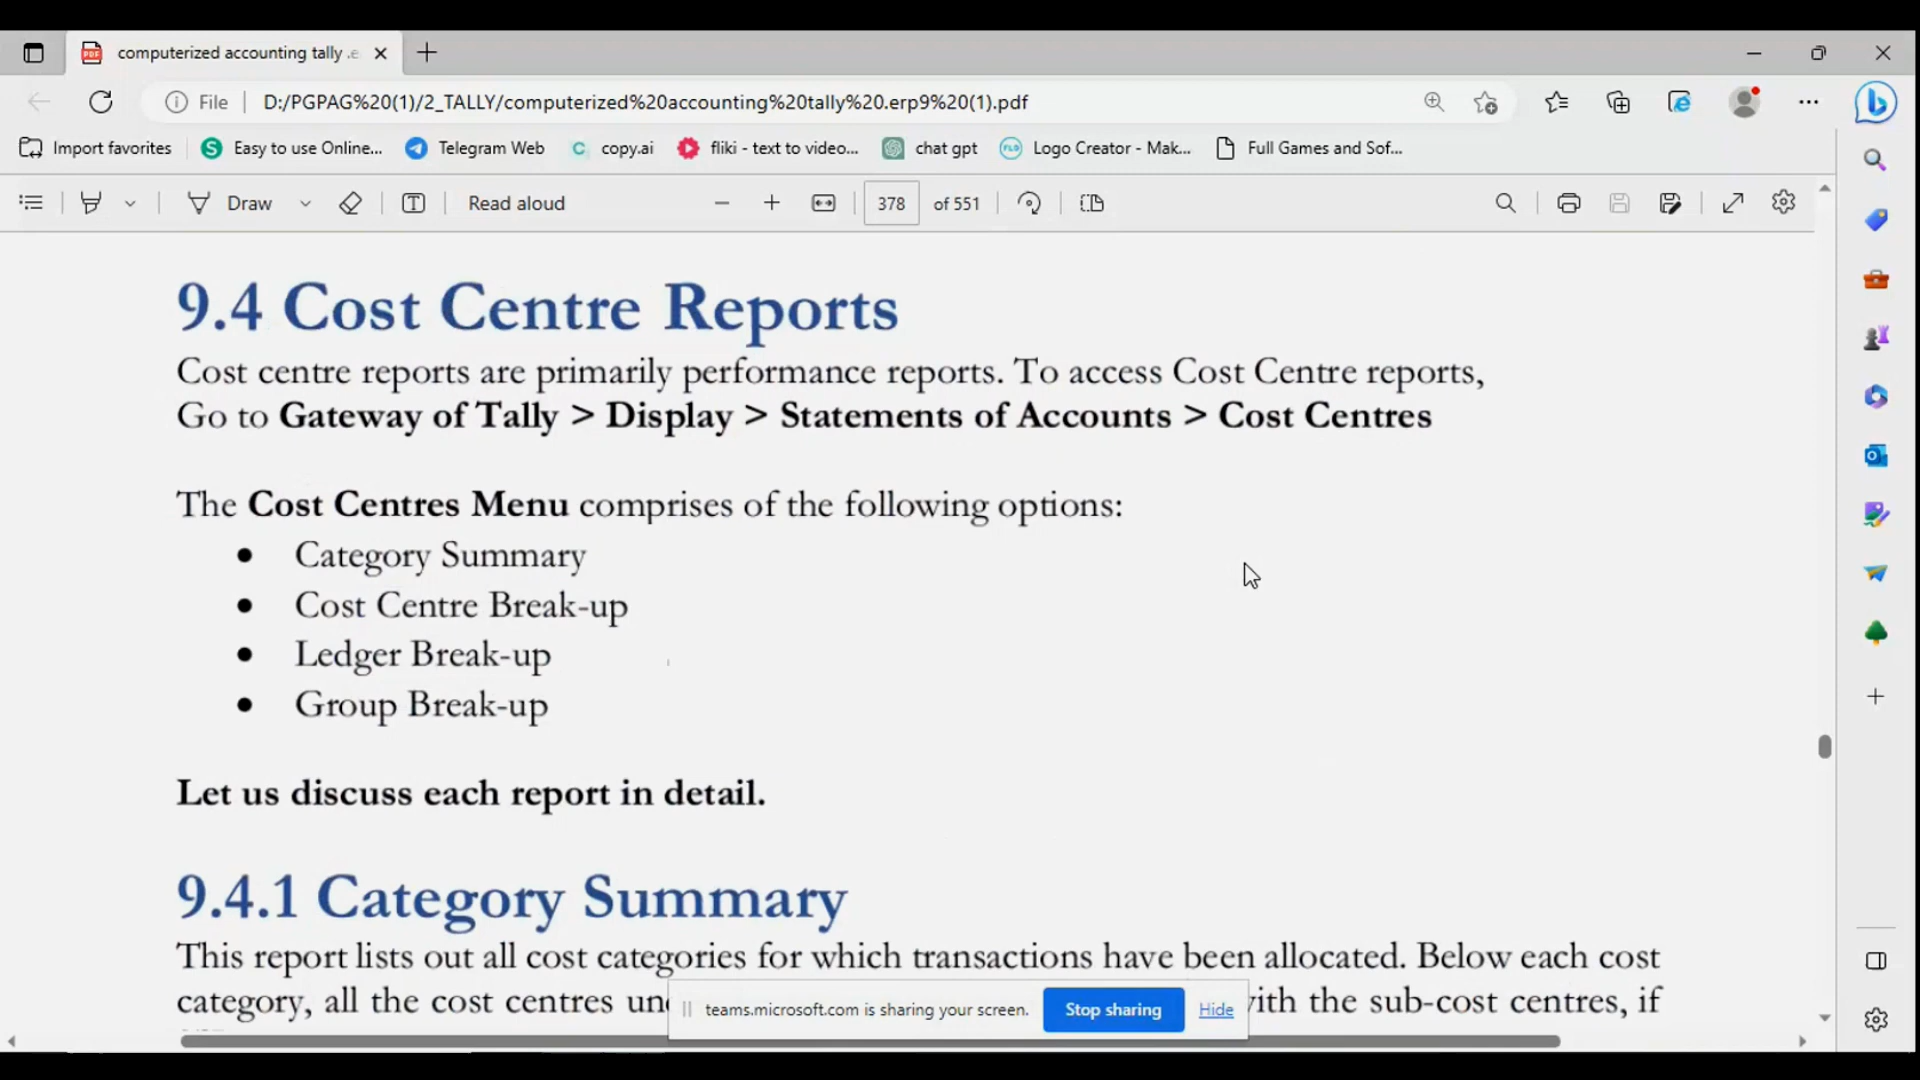 computerized accounting tally .e
File
D:/PGPAG%20(1)/2_TALLY/computerized%20accounting%20tally%20.erp9%20(1).pdf
Import favorites
Easy to use Online...
Telegram Web
copy.ai
fliki - text to video...
chat gpt
Logo Creator - Mak...
Full Games and Sof...
Draw
Read aloud
378 of 551
9.4 Cost Centre Reports
Cost centre reports are primarily performance reports. To access Cost Centre reports,
Go to Gateway of Tally > Display > Statements of Accounts > Cost Centres
The Cost Centres Menu comprises of the following options:
• Category Summary
• Cost Centre Break-up
• Ledger Break-up
• Group Break-up
Let us discuss each report in detail.
9.4.1 Category Summary
This report lists out all cost categories for which transactions have been allocated. Below each cost
category, all the cost centres with the sub-cost centres, if
teams.microsoft.com is sharing your screen.
Stop sharing
Hide